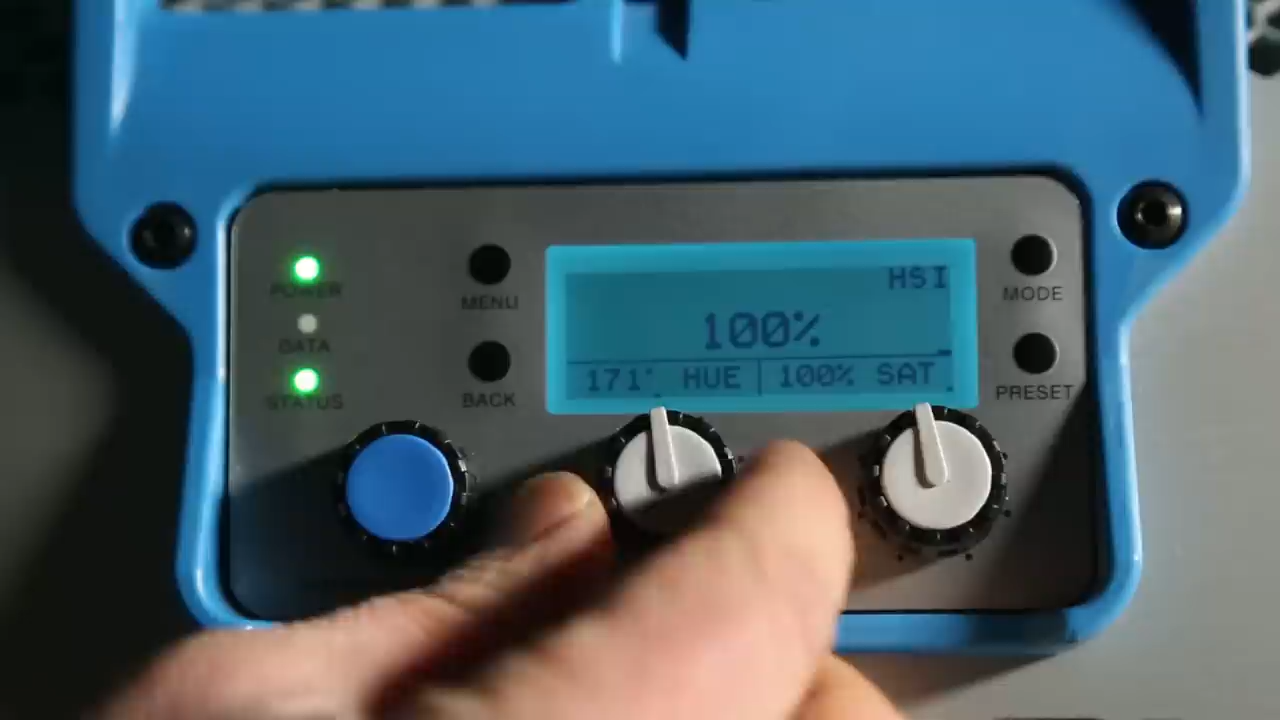 POWER
DATA
STATUS
MENU
BACK
HSI
100%
171° HUE | 100% SAT
MODE
PRESET